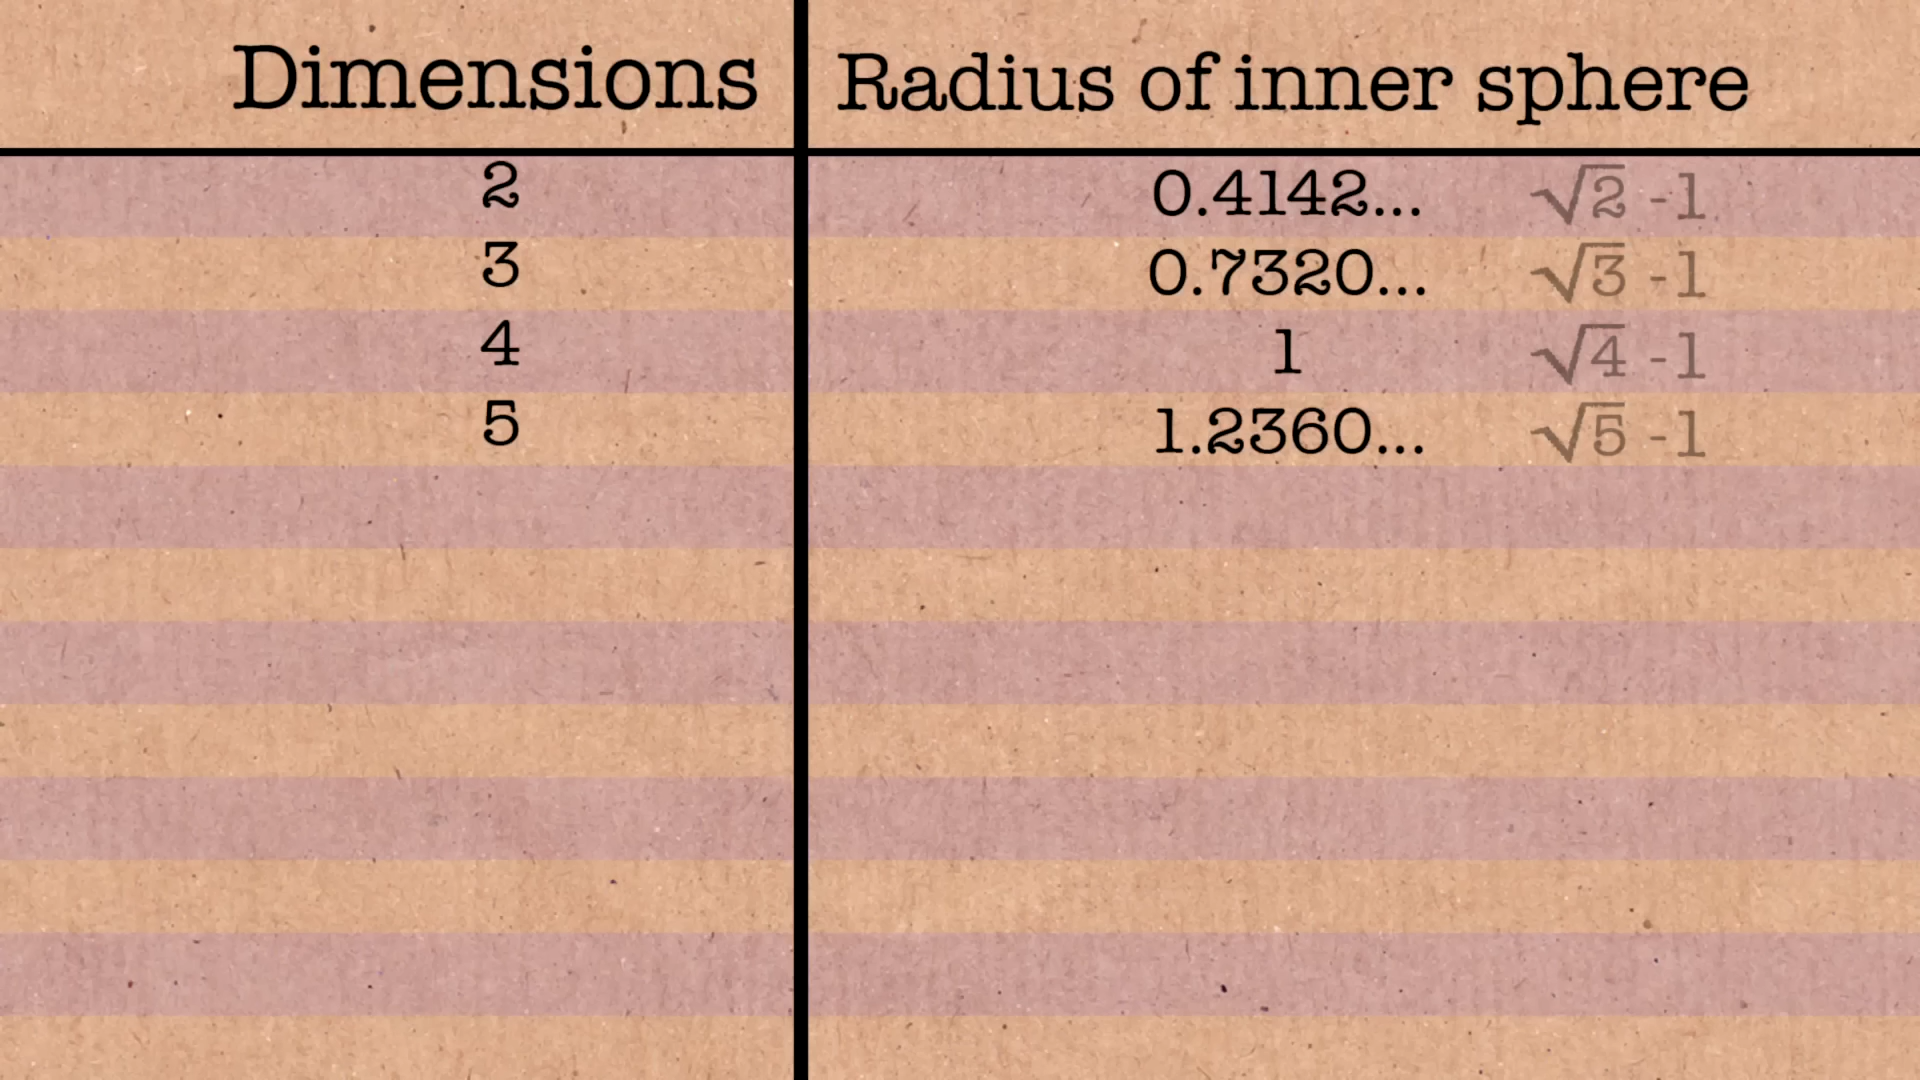 Dimensions Radius of inner sphere
2 0.4142... √2 -1
3 0.7320... √3 -1
4 1 √4 -1
5 1.2360... √5 -1